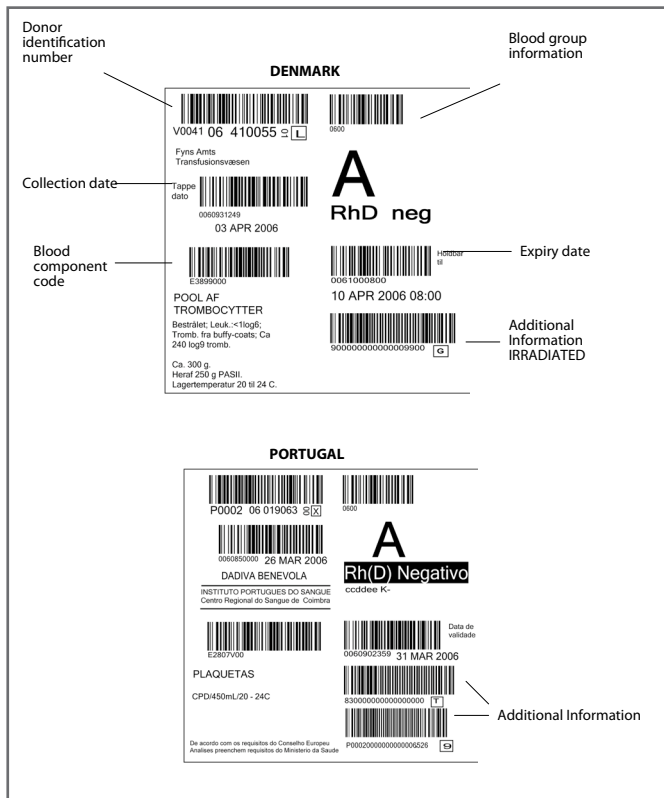 Donor
identification
number
Blood group
information
DENMARK
V0041 06 410055 01 L
0600
Fyns Amts
Transfusionsvæsen
A
RhD neg
Collection date
Tappe
dato
0060931249
03 APR 2006
Blood
component
code
E3899000
Holdbar
til
Expiry date
0061000800
10 APR 2006 08:00
POOL AF
TROMBOCYTTER
Bestrålet; Leuk.:<1log6;
Tromb. fra buffy-coats; Ca
240 log9 tromb.
Ca. 300 g.
Heraf 250 g PASII.
Lagertemperatur 20 til 24 C.
900000000000009900 G
Additional
Information
IRRADIATED
PORTUGAL
P0002 06 019063 00 X
0600
0060850000 26 MAR 2006
DADIVA BENEVOLA
INSTITUTO PORTUGUES DO SANGUE
Centro Regional do Sangue de Coimbra
A
Rh(D) Negativo
ccddee K-
E2807V00
Data de
validade
0060902359 31 MAR 2006
PLAQUETAS
CPD/450mL/20 - 24C
830000000000000000 T
Additional Information
P00020000000000006526 9
De acordo com os requisitos do Conselho Europeu
Analises preenchem requisitos do Ministerio da Saude